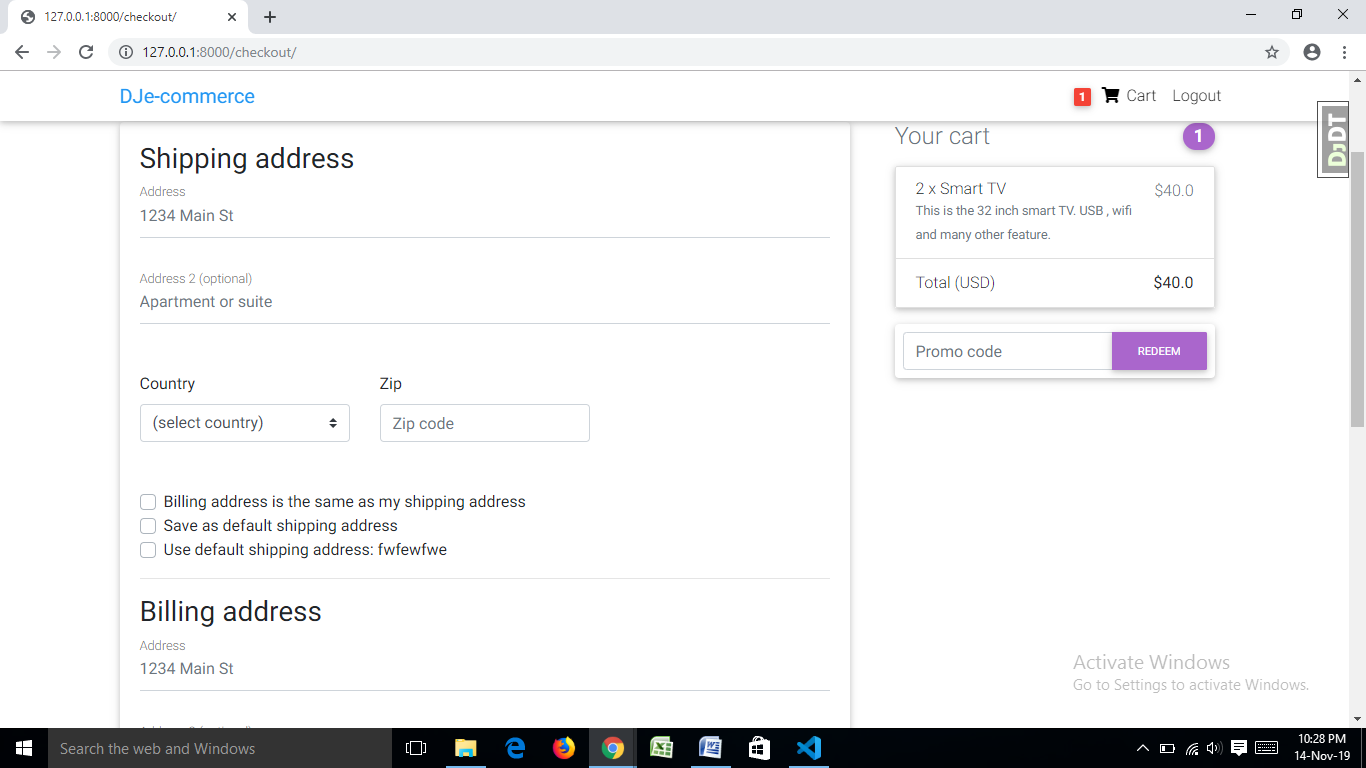 127.0.0.1:8000/checkout/
127.0.0.1:8000/checkout/
DJe-commerce
1 Cart Logout
DJDT
Shipping address
Address
1234 Main St
Address 2 (optional)
Apartment or suite
Country Zip
(select country) Zip code
Billing address is the same as my shipping address
Save as default shipping address
Use default shipping address: fwfewfwe
Billing address
Address
1234 Main St
Your cart 1
2 x Smart TV $40.0
This is the 32 inch smart TV. USB , wifi
and many other feature.
Total (USD) $40.0
Promo code REDEEM
Activate Windows
Go to Settings to activate Windows.
Search the web and Windows
10:28 PM
14-Nov-19